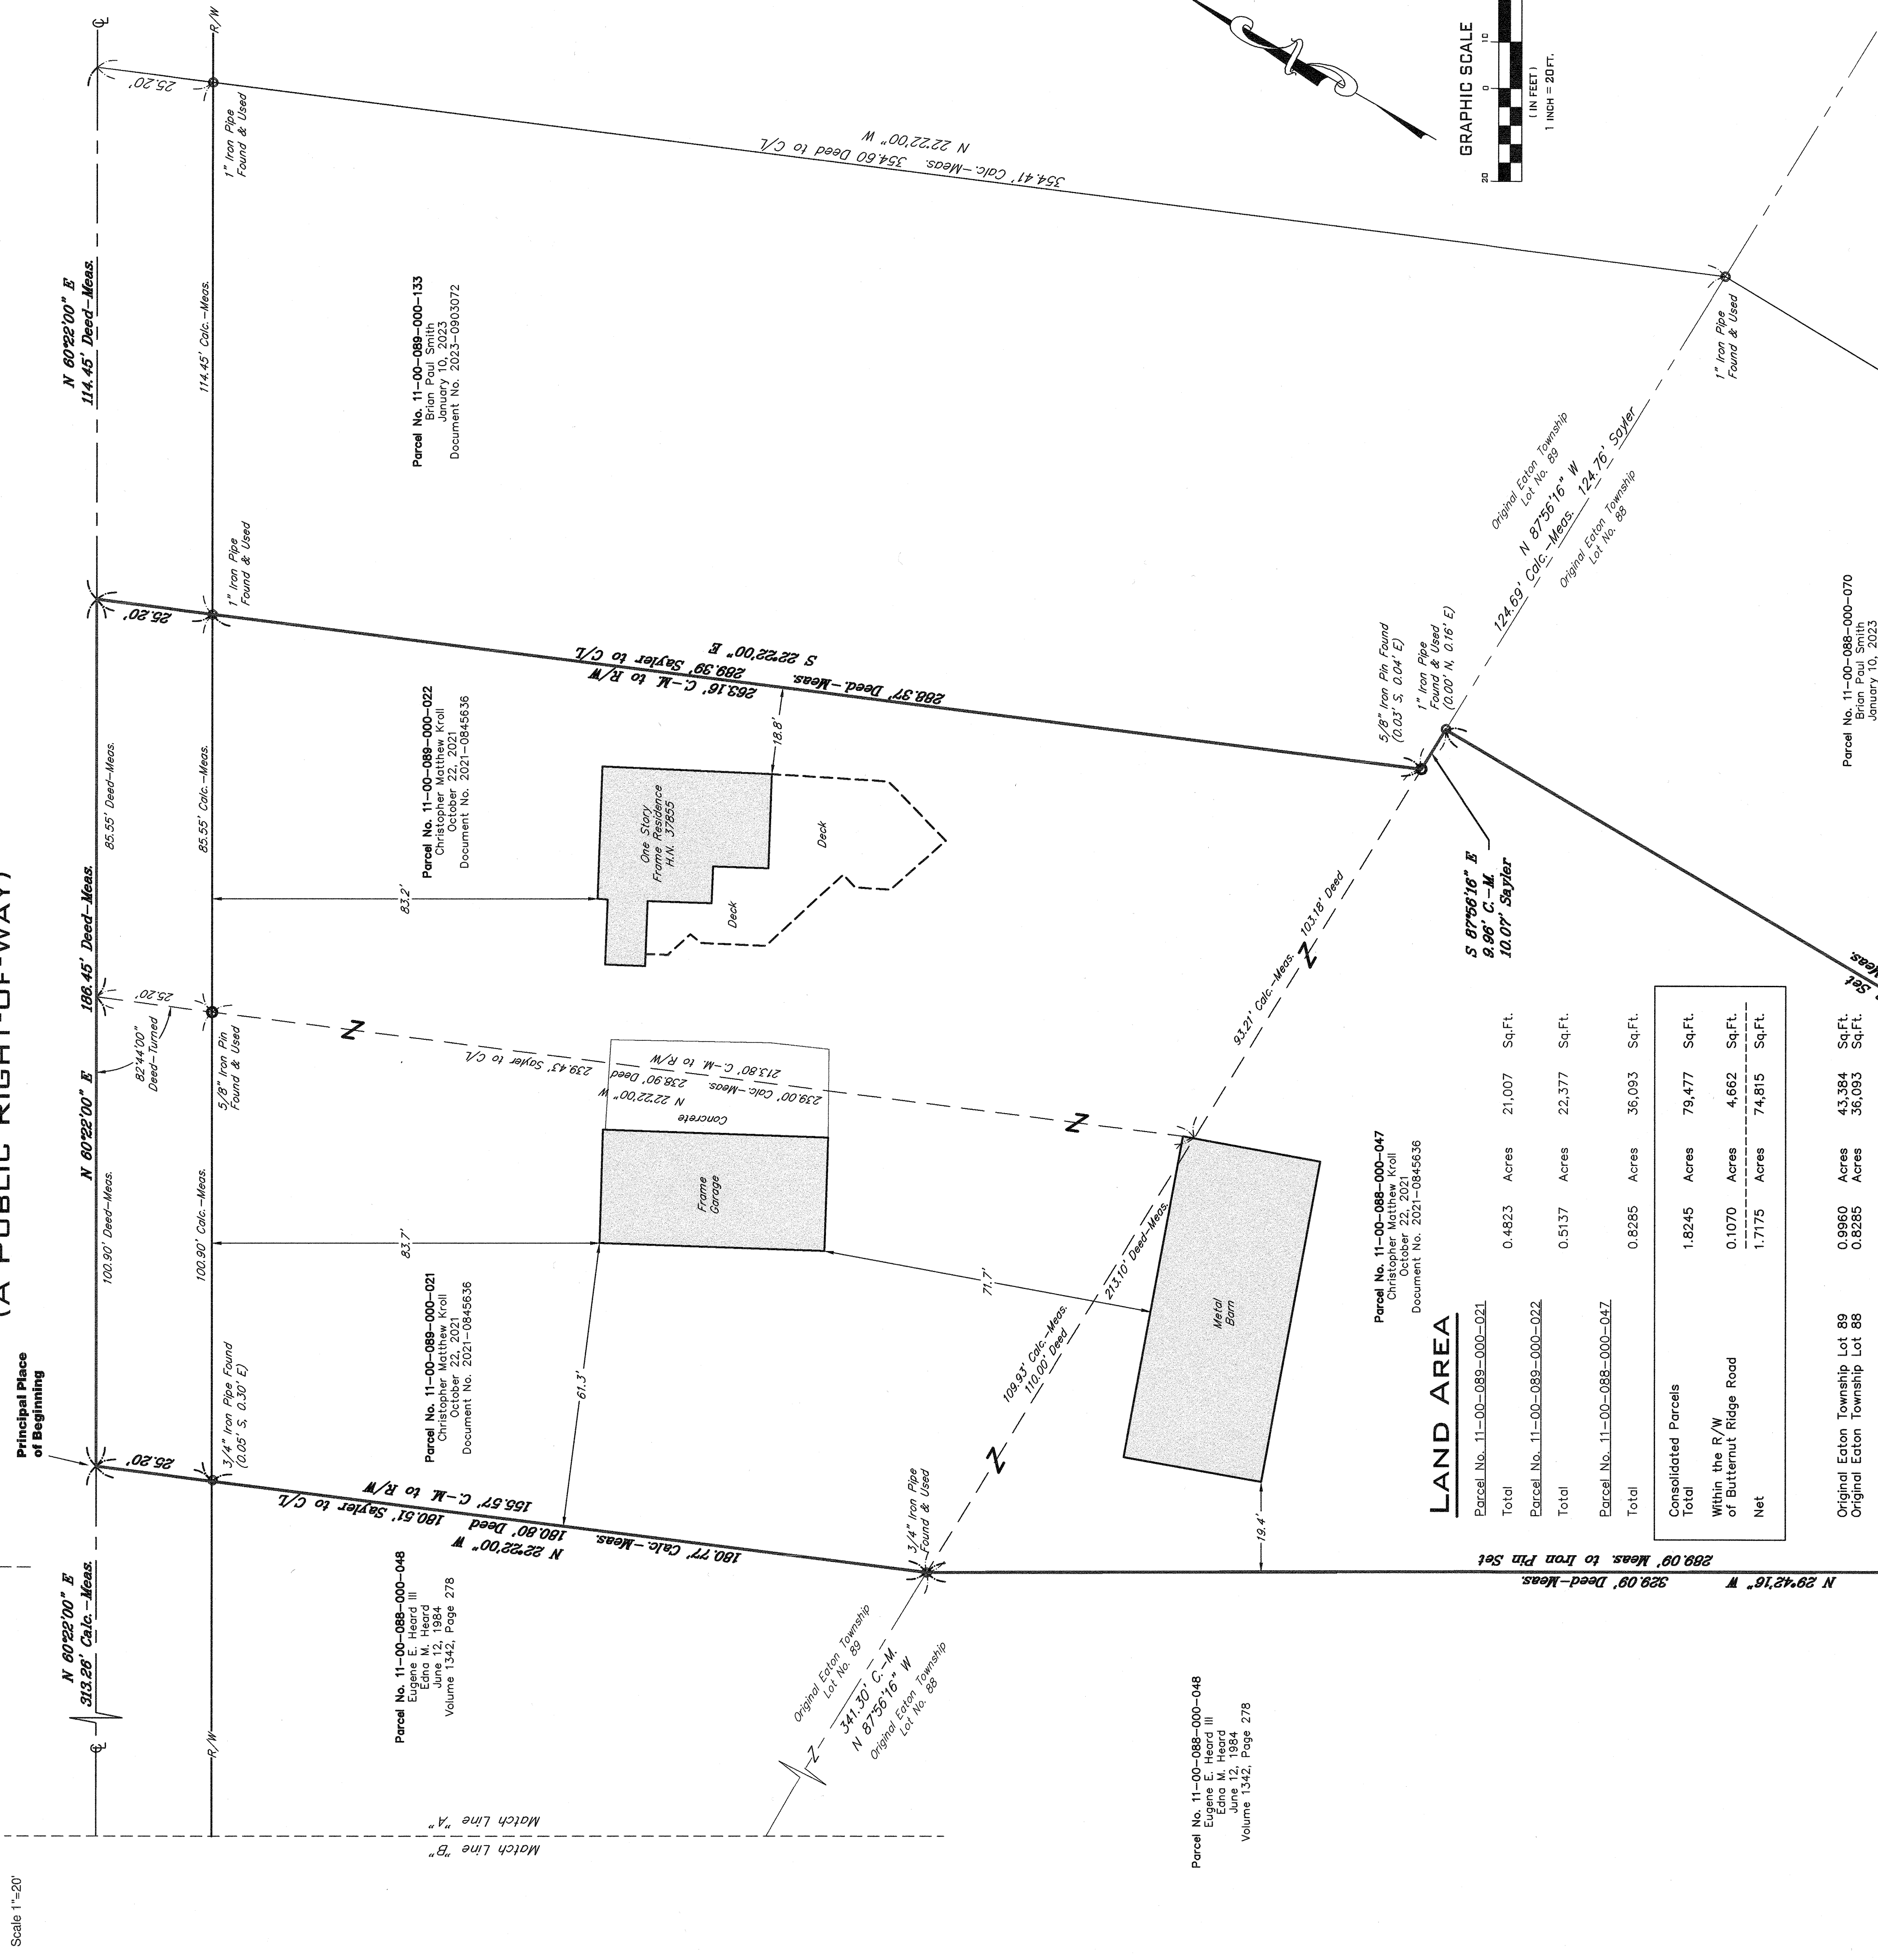 Scale 1"=20'
(A PUBLIC RIGHT-OF-WAY)
Principal Place
of Beginning
N 60°22'00" E
313.26' Calc.-Meas.
N 60°22'00" E
186.45' Deed-Meas.
N 60°22'00" E
114.45' Deed-Meas.
100.90' Deed-Meas.
85.55' Deed-Meas.
82°44'00"
Deed-Turned
25.20'
25.20'
25.20'
25.20'
R/W
R/W
100.90' Calc.-Meas.
85.55' Calc.-Meas.
114.45' Calc.-Meas.
3/4" Iron Pipe Found
(0.05' S, 0.30' E)
5/8" Iron Pin
Found & Used
1" Iron Pipe
Found & Used
1" Iron Pipe
Found & Used
Match Line "A"
Match Line "B"
Parcel No. 11-00-088-000-048
Eugene E. Heard III
Edna M. Heard
June 12, 1984
Volume 1342, Page 278
Parcel No. 11-00-089-000-021
Christopher Matthew Kroll
October 22, 2021
Document No. 2021-0845636
Parcel No. 11-00-089-000-022
Christopher Matthew Kroll
October 22, 2021
Document No. 2021-0845636
Parcel No. 11-00-089-000-133
Brian Paul Smith
January 10, 2023
Document No. 2023-0903072
N 22°22'00" W
180.77' Calc.-Meas. 180.80' Deed 180.51' Sayler to C/L
155.57' C.-M. to R/W
83.7'
83.2'
61.3'
71.7'
18.8'
19.4'
Frame
Garage
Concrete
N 22°22'00" W
239.00' Calc.-Meas. 238.90' Deed 239.43' Sayler to C/L
213.80' C.-M. to R/W
One Story
Frame Residence
H.N. 37855
Deck
Deck
S 22°22'00" E
288.37' Deed.-Meas. 289.39' Sayler to C/L
263.16' C.-M. to R/W
N 22°22'00" W
354.41' Calc.-Meas. 354.60 Deed to C/L
3/4" Iron Pipe
Found & Used
Original Eaton Township
Lot No. 89
341.30' C.-M.
N 87°56'16" W
Original Eaton Township
Lot No. 88
Z
Z
Z
Z
Z
109.93' Calc.-Meas.
110.00' Deed
213.10' Deed-Meas.
93.21' Calc.-Meas. 103.18' Deed
Metal
Barn
5/8" Iron Pin Found
(0.03' S, 0.04' E)
1" Iron Pipe
Found & Used
(0.00' N, 0.16' E)
S 87°56'16" E
9.96' C.-M.
10.07' Sayler
Original Eaton Township
Lot No. 89
N 87°56'16" W
124.69' Calc.-Meas. 124.76' Sayler
Original Eaton Township
Lot No. 88
1" Iron Pipe
Found & Used
Parcel No. 11-00-088-000-048
Eugene E. Heard III
Edna M. Heard
June 12, 1984
Volume 1342, Page 278
Parcel No. 11-00-088-000-047
Christopher Matthew Kroll
October 22, 2021
Document No. 2021-0845636
N 29°42'16" W 329.09' Deed-Meas.
289.09' Meas. to Iron Pin Set
Parcel No. 11-00-088-000-070
Brian Paul Smith
January 10, 2023
Set
Meas.
LAND AREA
Parcel No. 11-00-089-000-021
Total 0.4823 Acres 21,007 Sq.Ft.
Parcel No. 11-00-089-000-022
Total 0.5137 Acres 22,377 Sq.Ft.
Parcel No. 11-00-088-000-047
Total 0.8285 Acres 36,093 Sq.Ft.
Consolidated Parcels
Total 1.8245 Acres 79,477 Sq.Ft.
Within the R/W
of Butternut Ridge Road 0.1070 Acres 4,662 Sq.Ft.
Net 1.7175 Acres 74,815 Sq.Ft.
Original Eaton Township Lot 89 0.9960 Acres 43,384 Sq.Ft.
Original Eaton Township Lot 88 0.8285 Acres 36,093 Sq.Ft.
GRAPHIC SCALE
20 0 10
( IN FEET )
1 INCH = 20FT.